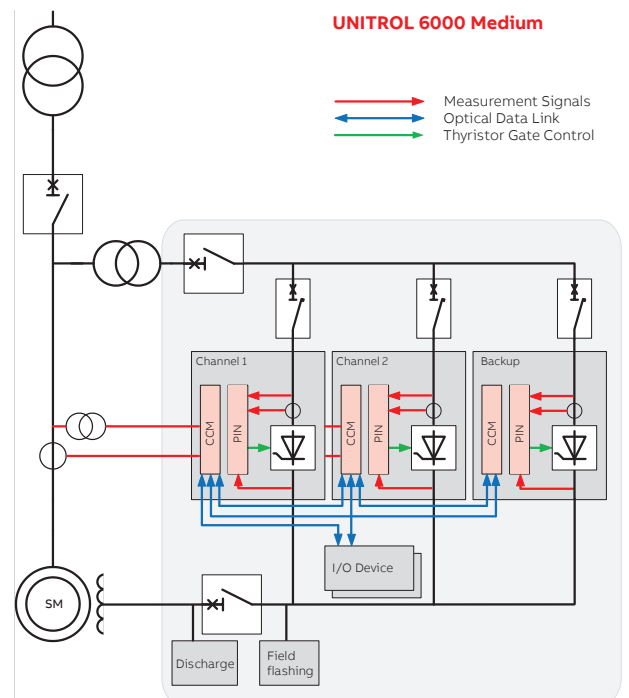 UNITROL 6000 Medium
Measurement Signals
Optical Data Link
Thyristor Gate Control
Channel 1
Channel 2
Backup
CCM
PIN
CCM
PIN
CCM
PIN
I/O Device
SM
Discharge
Field
flashing